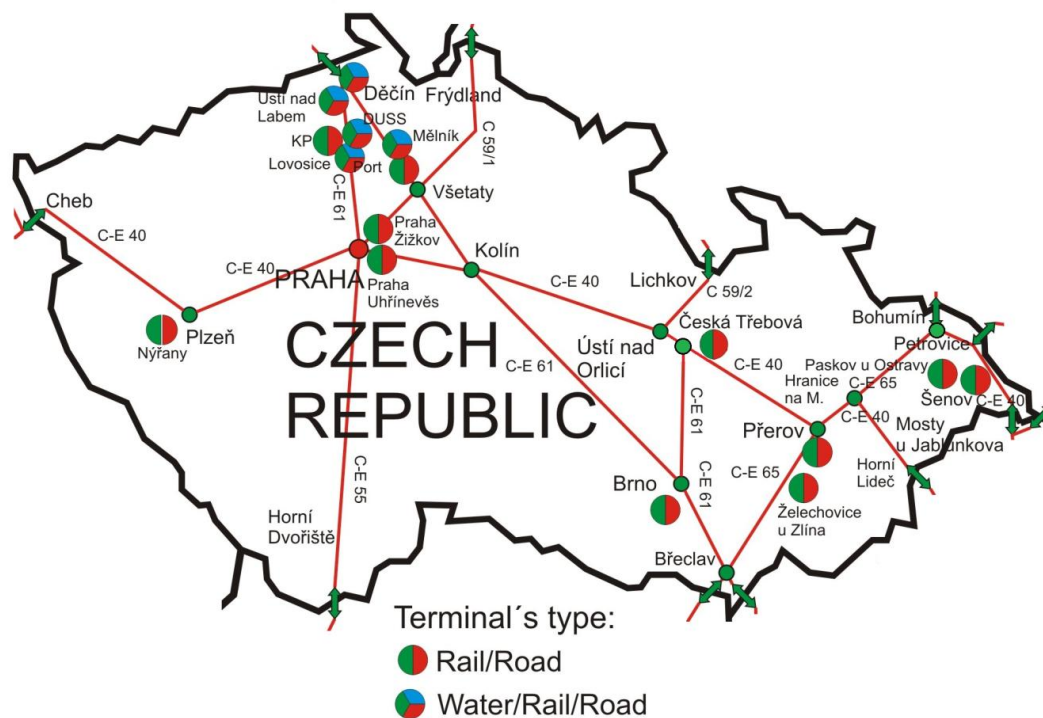 Děčín
Frýdland
Ustí nad
Labem
DUSS
Mělník
KP
Lovosice
Port
C 59/1
Všetaty
C-E 61
Cheb
C-E 40
Praha
Žižkov
Kolín
C-E 40
PRAHA
Praha
Uhříněvěs
C-E 40
Lichkov
C 59/2
Plzeň
Nýřany
CZECH
REPUBLIC
Česká Třebová
Ústí nad
Orlicí
Bohumín
Petrovice
Paskov u Ostravy
C-E 61
C-E 40
Hranice
na M.
C-E 65
C-E 40
Šenov
C-E 40
C-E 61
Přerov
Mosty
u Jablunkova
C-E 55
C-E 65
Horní
Lideč
Brno
C-E 61
Želechovice
u Zlína
Horní
Dvořiště
Břeclav
Terminal´s type:
Rail/Road
Water/Rail/Road